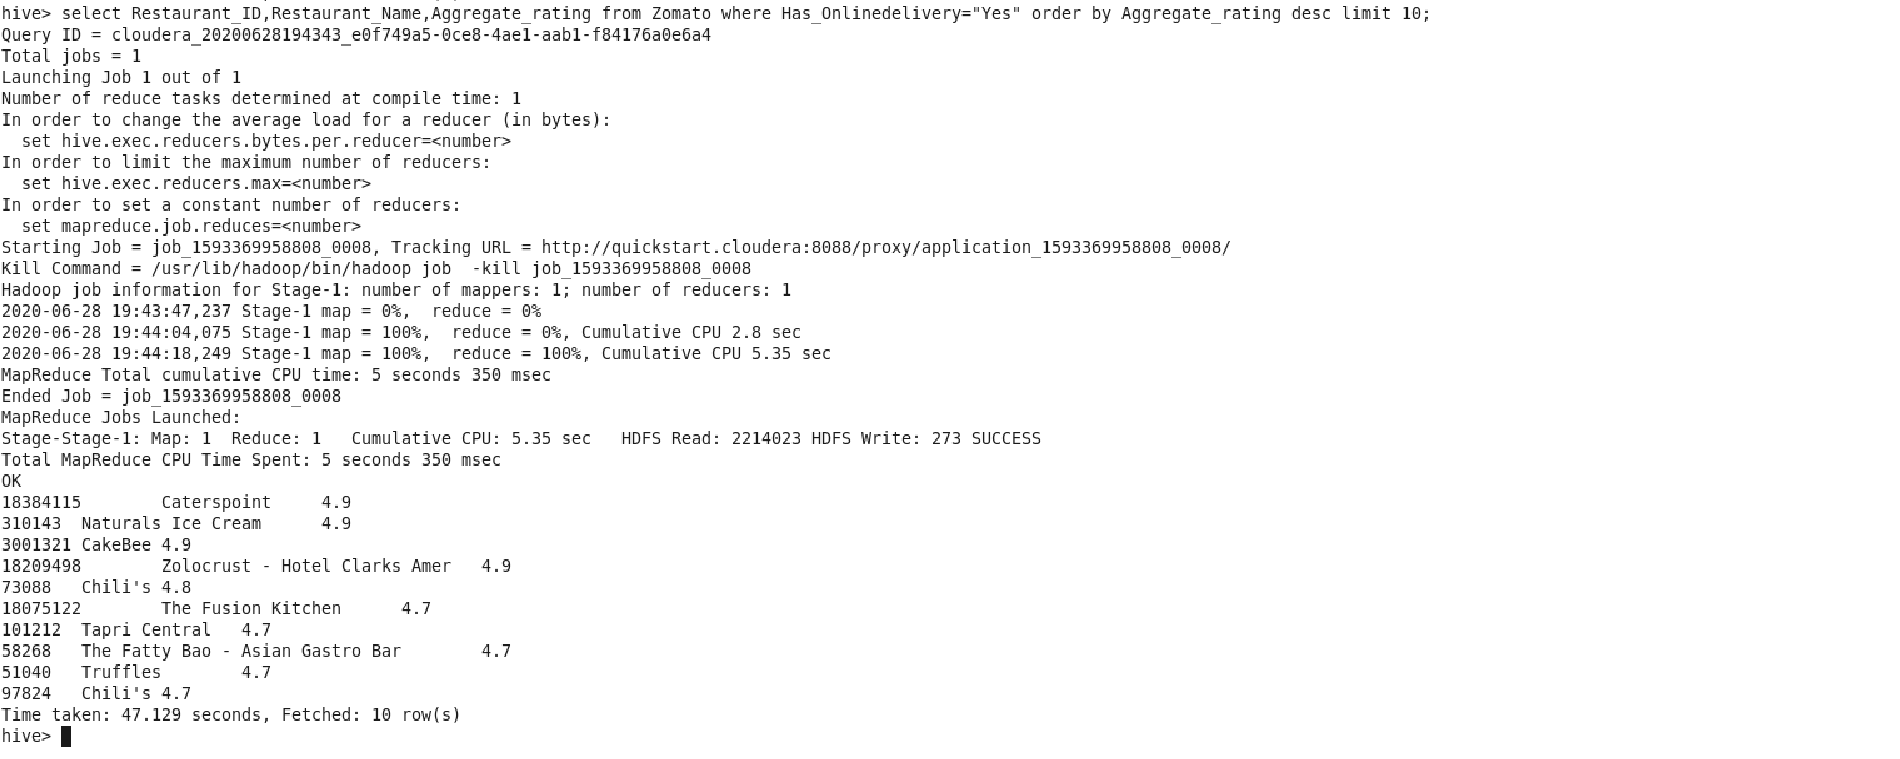 hive> select Restaurant_ID,Restaurant_Name,Aggregate_rating from Zomato where Has_Onlinedelivery="Yes" order by Aggregate_rating desc limit 10;
Query ID = cloudera_20200628194343_e0f749a5-0ce8-4ae1-aab1-f84176a0e6a4
Total jobs = 1
Launching Job 1 out of 1
Number of reduce tasks determined at compile time: 1
In order to change the average load for a reducer (in bytes):
  set hive.exec.reducers.bytes.per.reducer=<number>
In order to limit the maximum number of reducers:
  set hive.exec.reducers.max=<number>
In order to set a constant number of reducers:
  set mapreduce.job.reduces=<number>
Starting Job = job_1593369958808_0008, Tracking URL = http://quickstart.cloudera:8088/proxy/application_1593369958808_0008/
Kill Command = /usr/lib/hadoop/bin/hadoop job  -kill job_1593369958808_0008
Hadoop job information for Stage-1: number of mappers: 1; number of reducers: 1
2020-06-28 19:43:47,237 Stage-1 map = 0%,  reduce = 0%
2020-06-28 19:44:04,075 Stage-1 map = 100%,  reduce = 0%, Cumulative CPU 2.8 sec
2020-06-28 19:44:18,249 Stage-1 map = 100%,  reduce = 100%, Cumulative CPU 5.35 sec
MapReduce Total cumulative CPU time: 5 seconds 350 msec
Ended Job = job_1593369958808_0008
MapReduce Jobs Launched:
Stage-Stage-1: Map: 1  Reduce: 1   Cumulative CPU: 5.35 sec   HDFS Read: 2214023 HDFS Write: 273 SUCCESS
Total MapReduce CPU Time Spent: 5 seconds 350 msec
OK
18384115        Caterspoint     4.9
310143  Naturals Ice Cream      4.9
3001321 CakeBee 4.9
18209498        Zolocrust - Hotel Clarks Amer   4.9
73088   Chili's 4.8
18075122        The Fusion Kitchen      4.7
101212  Tapri Central   4.7
58268   The Fatty Bao - Asian Gastro Bar        4.7
51040   Truffles        4.7
97824   Chili's 4.7
Time taken: 47.129 seconds, Fetched: 10 row(s)
hive>